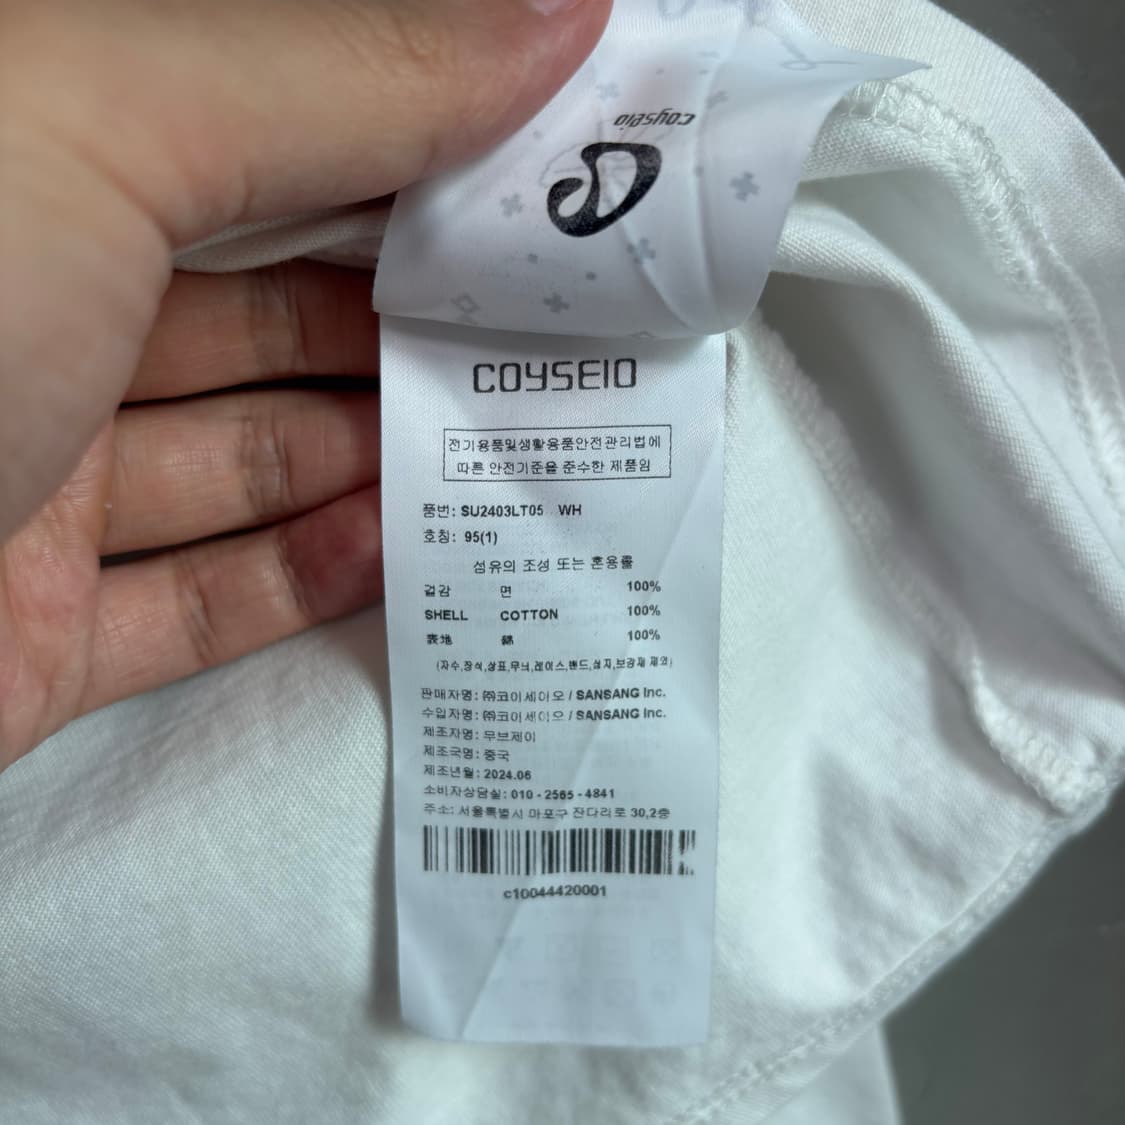 Coyseio
COYSEIO
전기용품및생활용품안전관리법에
따른 안전기준을 준수한 제품임
품번: SU2403LT05 WH
호칭: 95(1)
섬유의 조성 또는 혼용률
겉감 면 100%
SHELL COTTON 100%
表地 綿 100%
(자수,장식,상표,무늬,레이스,밴드,심지,보강재 제외)
판매자명: ㈜코이세이오 / SANSANG Inc.
수입자명: ㈜코이세이오 / SANSANG Inc.
제조자명: 무브제이
제조국명: 중국
제조년월: 2024.06
소비자상담실: 010 - 2565 - 4841
주소: 서울특별시 마포구 잔다리로 30,2층
c10044420001